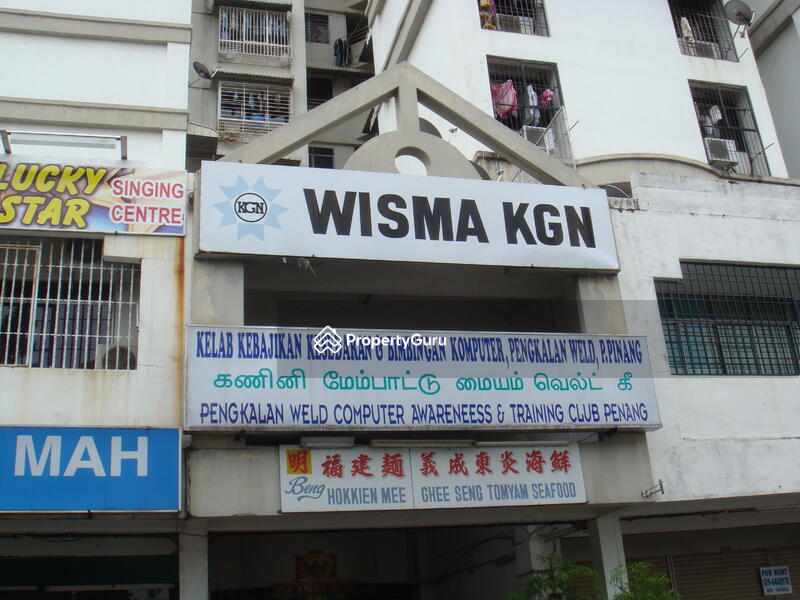 LUCKY STAR
SINGING CENTRE
KGN
WISMA KGN
PropertyGuru
KELAB KEBAJIKAN & BIMBINGAN KOMPUTER, PENGKALAN WELD, P.PINANG
கணினி மேம்பாட்டு மையம் வெல்ட் கீ
PENGKALAN WELD COMPUTER AWARENEESS & TRAINING CLUB PENANG
MAH
明 福建麵 義成東炎海鮮
Beng HOKKIEN MEE GHEE SENG TOMYAM SEAFOOD
FOR RENT